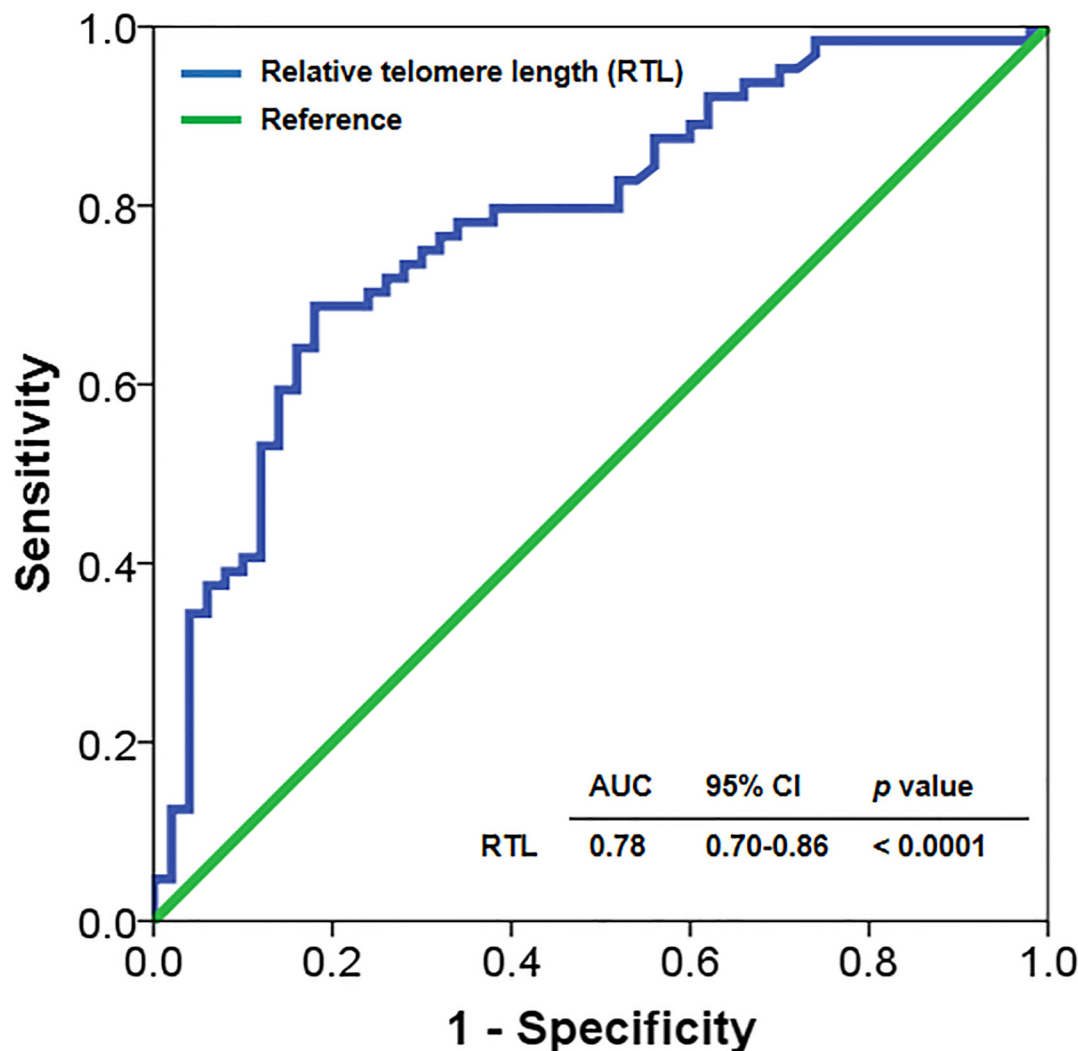 1.0
Relative telomere length (RTL)
Reference
0.8
0.6
Sensitivity
0.4
0.2
AUC 95% CI p value
RTL 0.78 0.70-0.86 < 0.0001
0.0
0.0 0.2 0.4 0.6 0.8 1.0
1 - Specificity